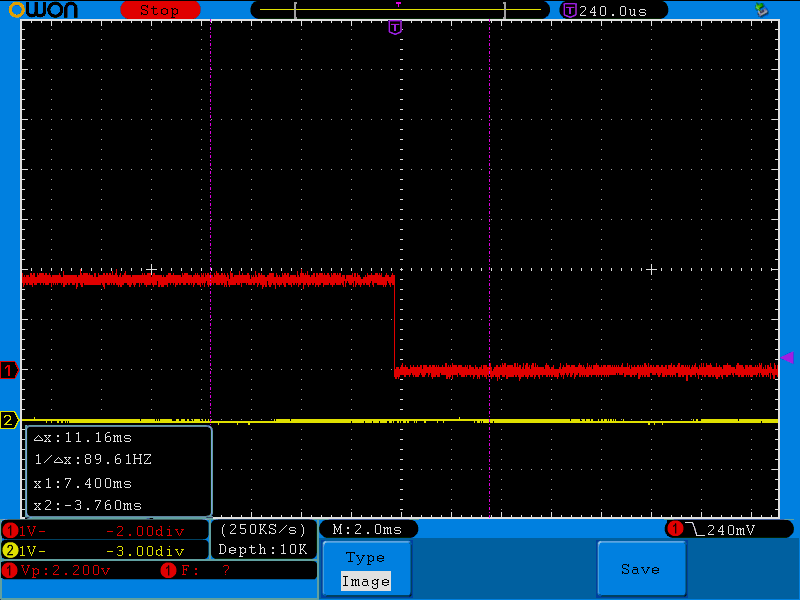 OWON
Stop
T
T 240.0us
T
1
2
△x:11.16ms
1/△x:89.61HZ
x1:7.400ms
x2:-3.760ms
1 1V- -2.00div
2 1V- -3.00div
(250KS/s)
Depth:10K
M:2.0ms
1 240mV
1 Vp:2.200v 1 F: ?
Type
Image
Save